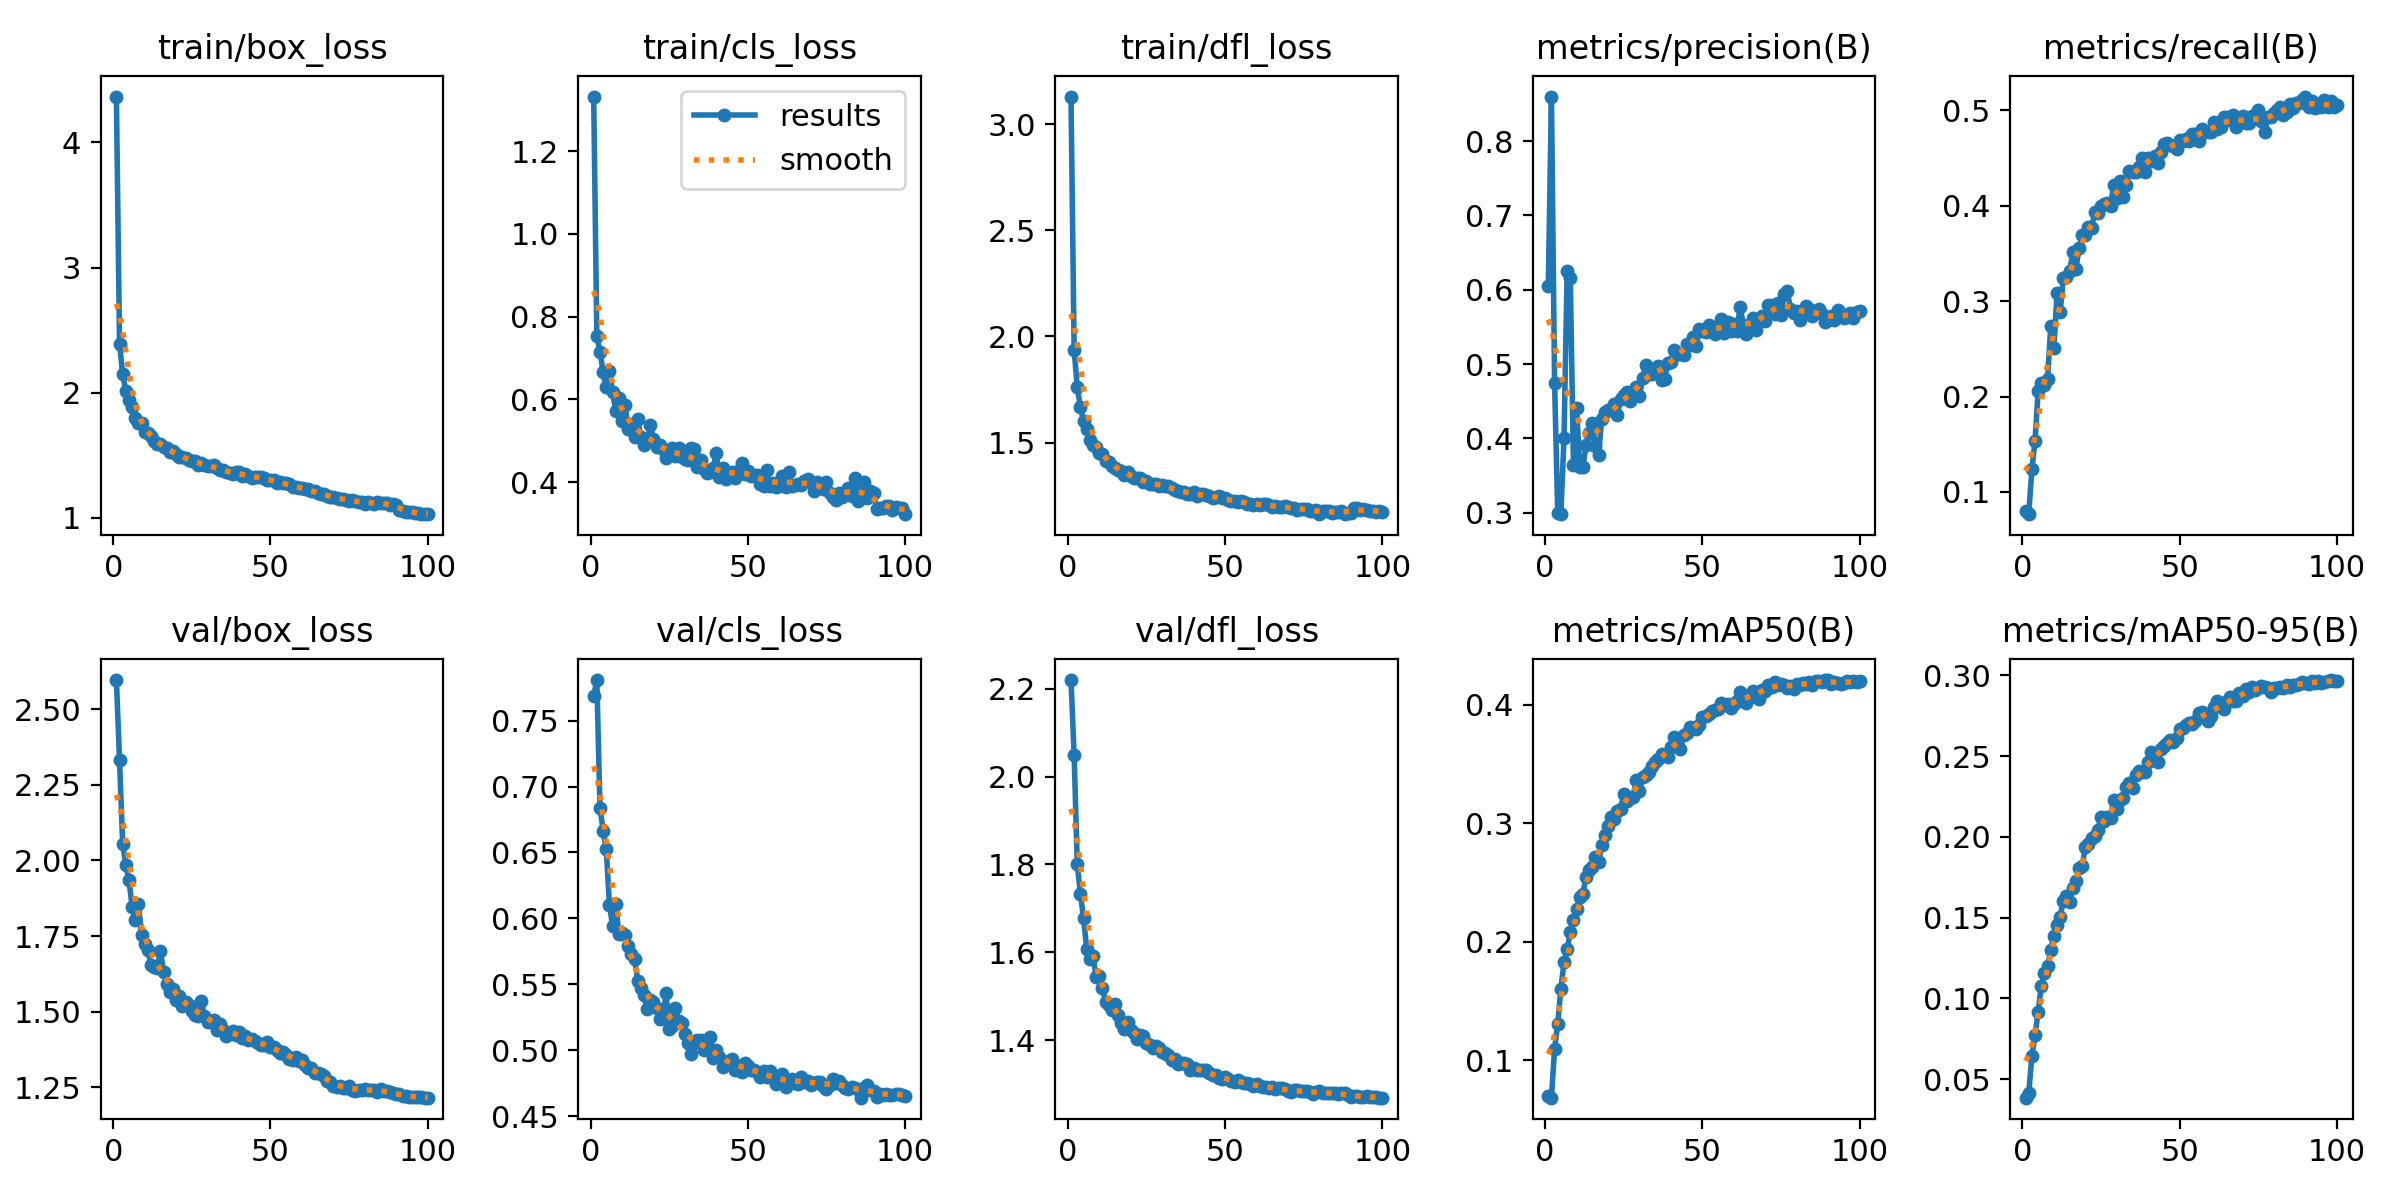 train/box_loss
train/cls_loss
train/dfl_loss
metrics/precision(B)
metrics/recall(B)
4
3
2
1
0 50 100
results
smooth
1.2
1.0
0.8
0.6
0.4
0 50 100
3.0
2.5
2.0
1.5
0 50 100
0.8
0.7
0.6
0.5
0.4
0.3
0 50 100
0.5
0.4
0.3
0.2
0.1
0 50 100
val/box_loss
val/cls_loss
val/dfl_loss
metrics/mAP50(B)
metrics/mAP50-95(B)
2.50
2.25
2.00
1.75
1.50
1.25
0 50 100
0.75
0.70
0.65
0.60
0.55
0.50
0.45
0 50 100
2.2
2.0
1.8
1.6
1.4
0 50 100
0.4
0.3
0.2
0.1
0 50 100
0.30
0.25
0.20
0.15
0.10
0.05
0 50 100